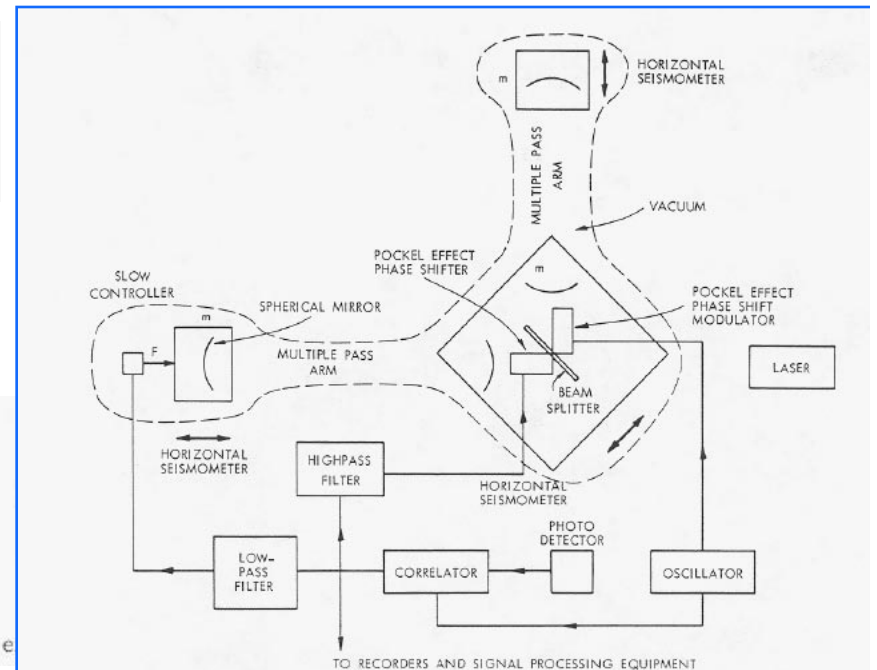 m
HORIZONTAL
SEISMOMETER
MULTIPLE PASS
ARM
VACUUM
POCKEL EFFECT
PHASE SHIFTER
m
SLOW
CONTROLLER
m
SPHERICAL MIRROR
POCKEL EFFECT
PHASE SHIFT
MODULATOR
F
MULTIPLE PASS
ARM
BEAM
SPLITTER
LASER
HORIZONTAL
SEISMOMETER
HIGHPASS
FILTER
HORIZONTAL
SEISMOMETER
PHOTO
DETECTOR
LOW-
PASS
FILTER
CORRELATOR
OSCILLATOR
e
TO RECORDERS AND SIGNAL PROCESSING EQUIPMENT